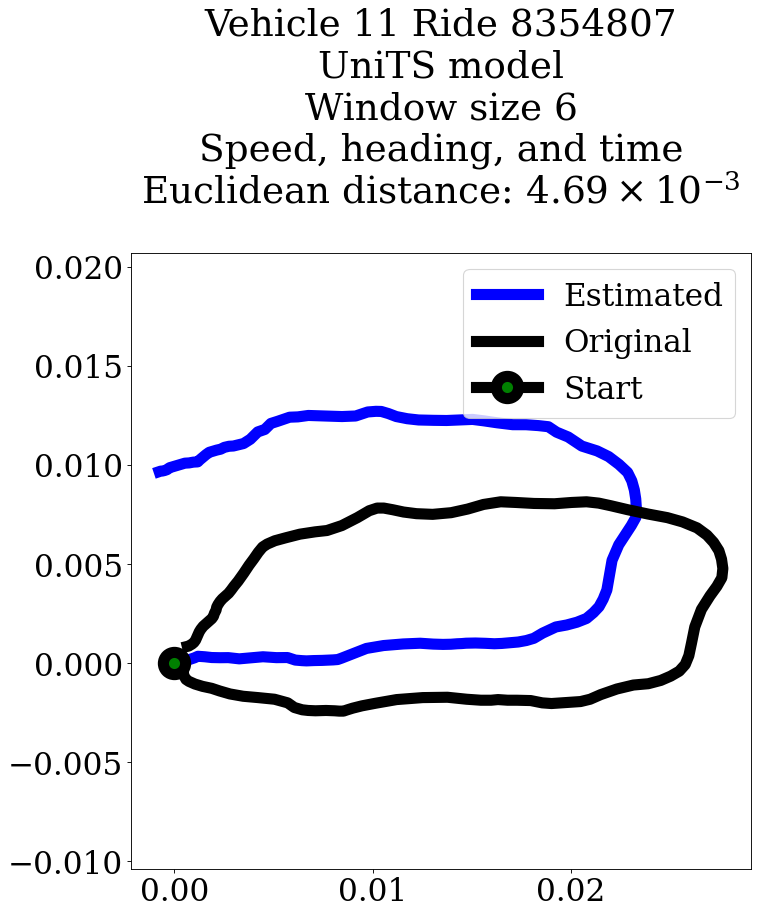 Vehicle 11 Ride 8354807
UniTS model
Window size 6
Speed, heading, and time
Euclidean distance: 4.69 × 10⁻³
Estimated
Original
Start
0.020
0.015
0.010
0.005
0.000
−0.005
−0.010
0.00 0.01 0.02